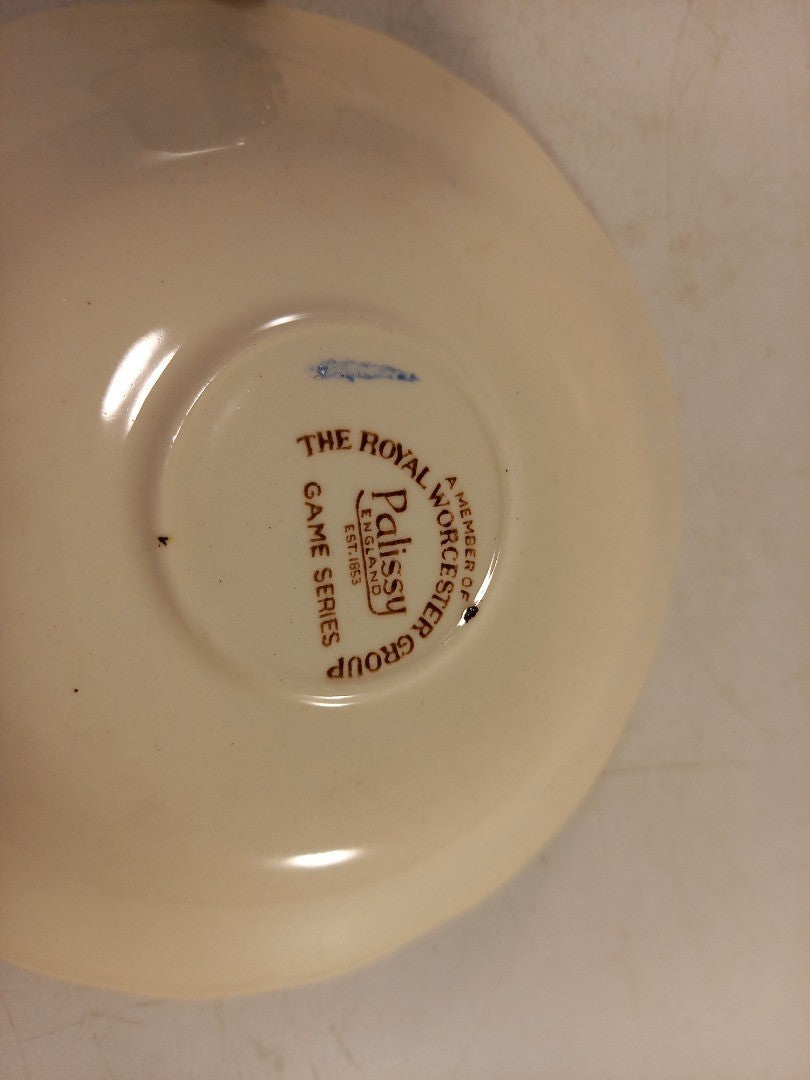 A MEMBER OF
THE ROYAL WORCESTER GROUP
Palissy
ENGLAND
EST. 1853
GAME SERIES